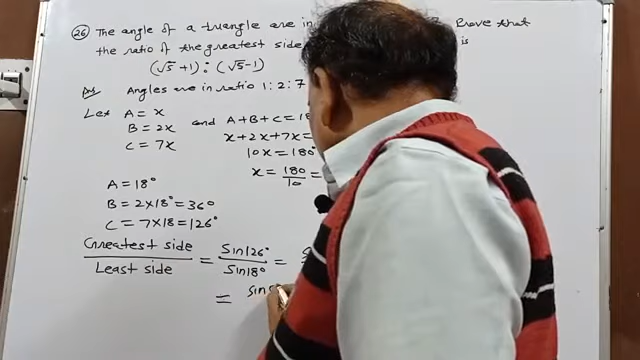 26 The angle of a triangle are in Prove that
the ratio of the greatest side is
(√5 +1) : (√5 -1)
Ans Angles are in ratio 1:2:7
Let A = x
and A+B+C = 18
B = 2x
x+2x+7x =
C = 7x
10x = 180°
x = 180/10 =
A = 18°
B = 2×18° = 36°
C = 7×18 = 126°
Greatest side / Least side = Sin126° / Sin18° =
= sin